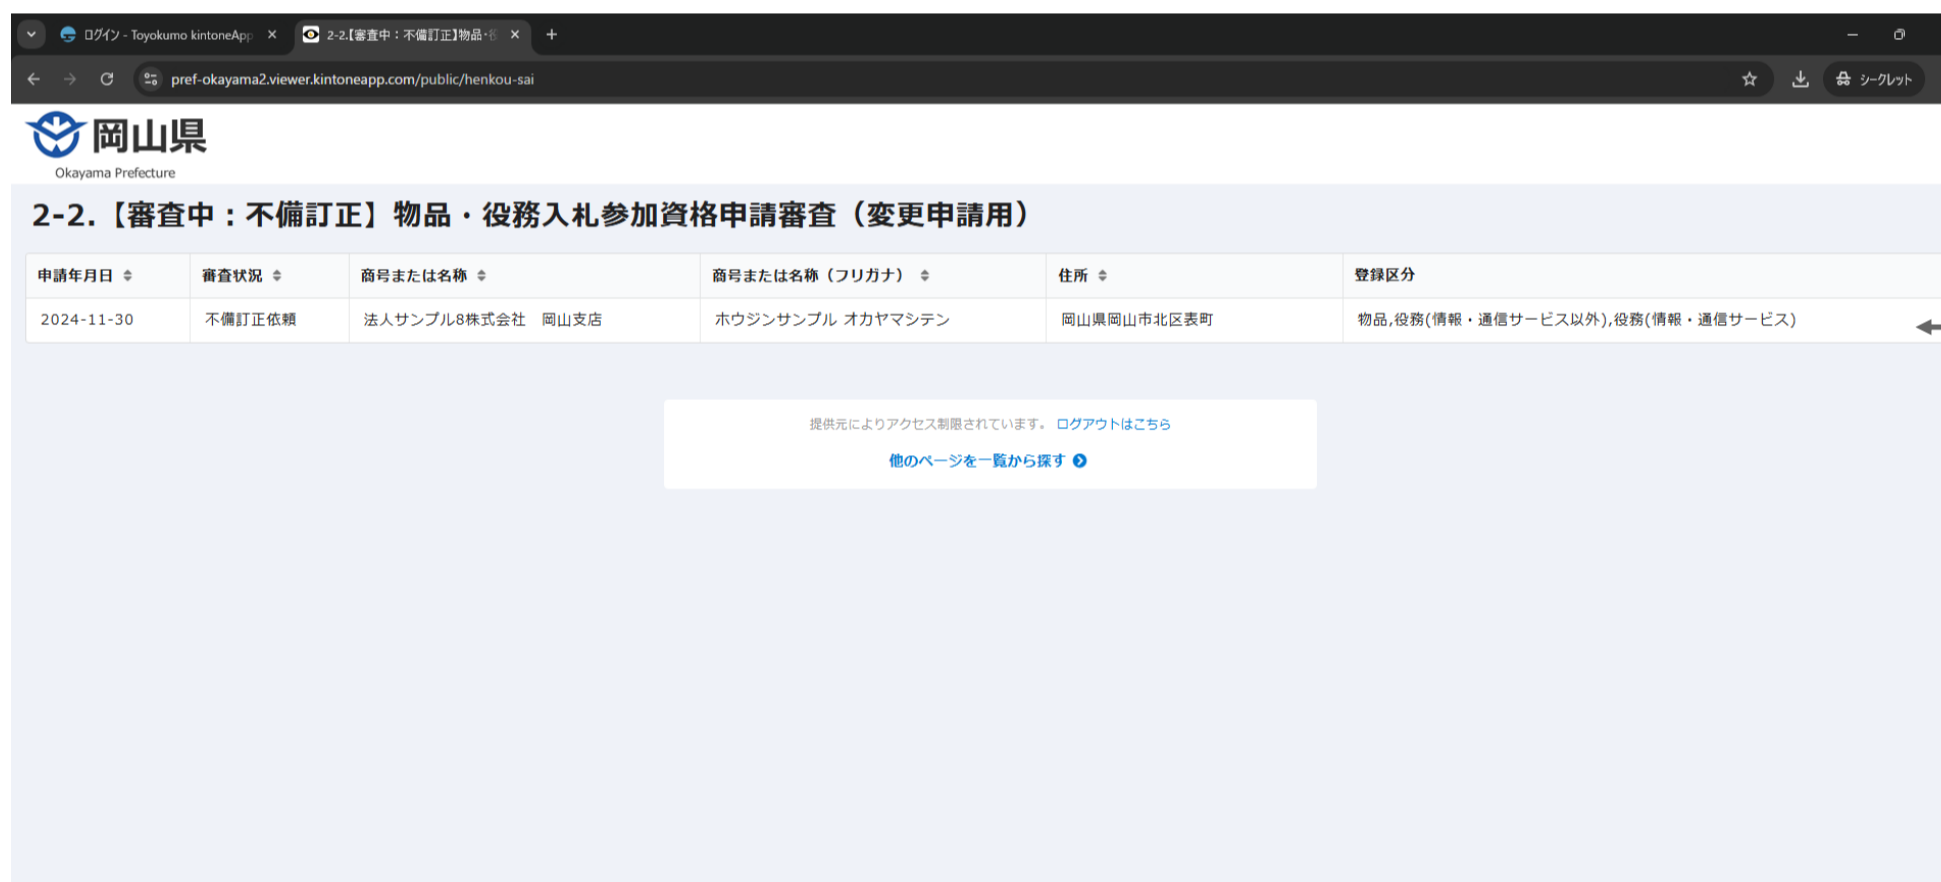 ログイン - Toyokumo kintoneApp
2-2.【審査中：不備訂正】物品・役
pref-okayama2.viewer.kintoneapp.com/public/henkou-sai
シークレット
岡山県
Okayama Prefecture
2-2.【審査中：不備訂正】物品・役務入札参加資格申請審査（変更申請用）
申請年月日 審査状況 商号または名称 商号または名称（フリガナ） 住所 登録区分
2024-11-30 不備訂正依頼 法人サンプル8株式会社　岡山支店 ホウジンサンプル オカヤマシテン 岡山県岡山市北区表町 物品,役務(情報・通信サービス以外),役務(情報・通信サービス)
提供元によりアクセス制限されています。 ログアウトはこちら
他のページを一覧から探す